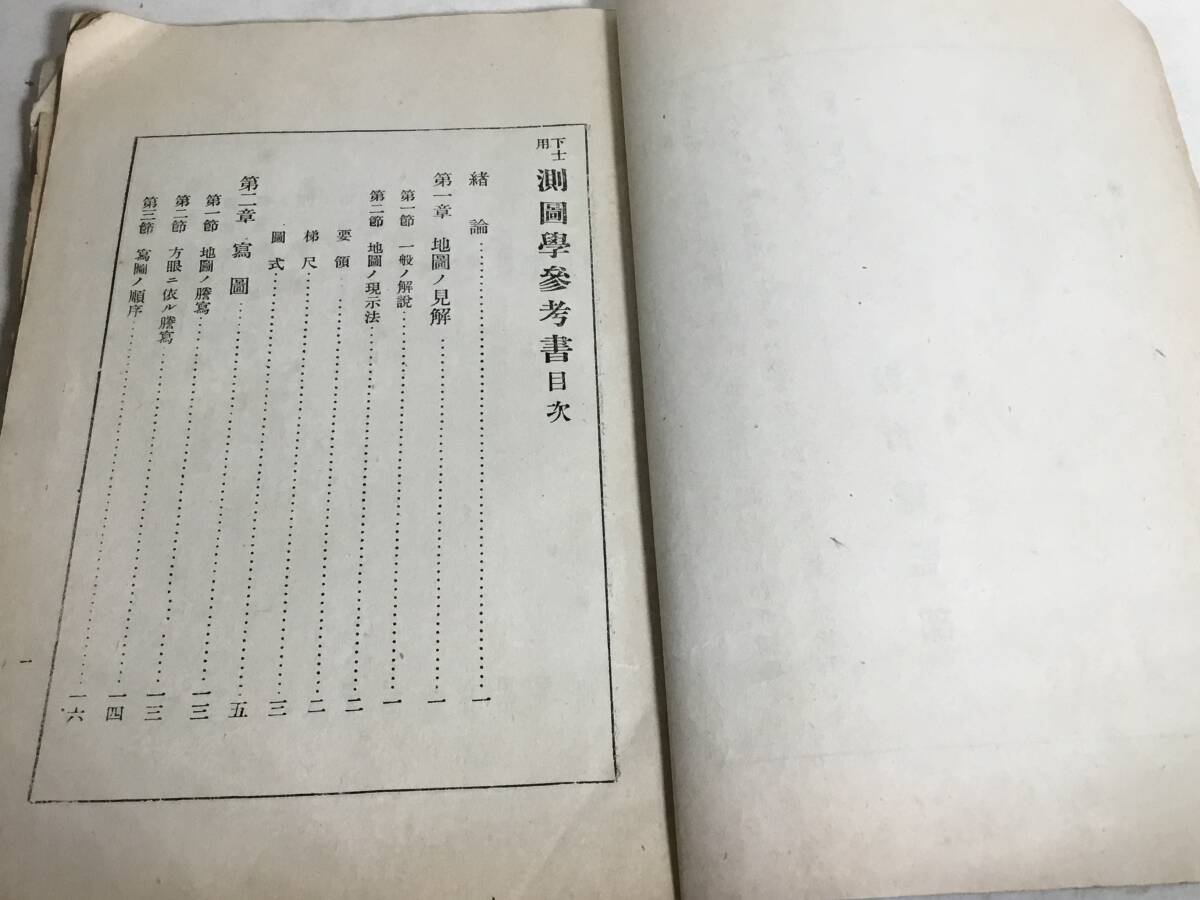 下士用 測圖學參考書目次
緒論…………一
第一章 地圖ノ見解…………一
第一節 一般ノ解說…………一
第二節 地圖ノ現示法…………二
要領…………二
梯尺…………三
圖式…………五
第二章 寫圖…………一三
第一節 地圖ノ謄寫…………一三
第二節 方眼ニ依ル謄寫…………一四
第三節 寫圖ノ順序…………一六
一